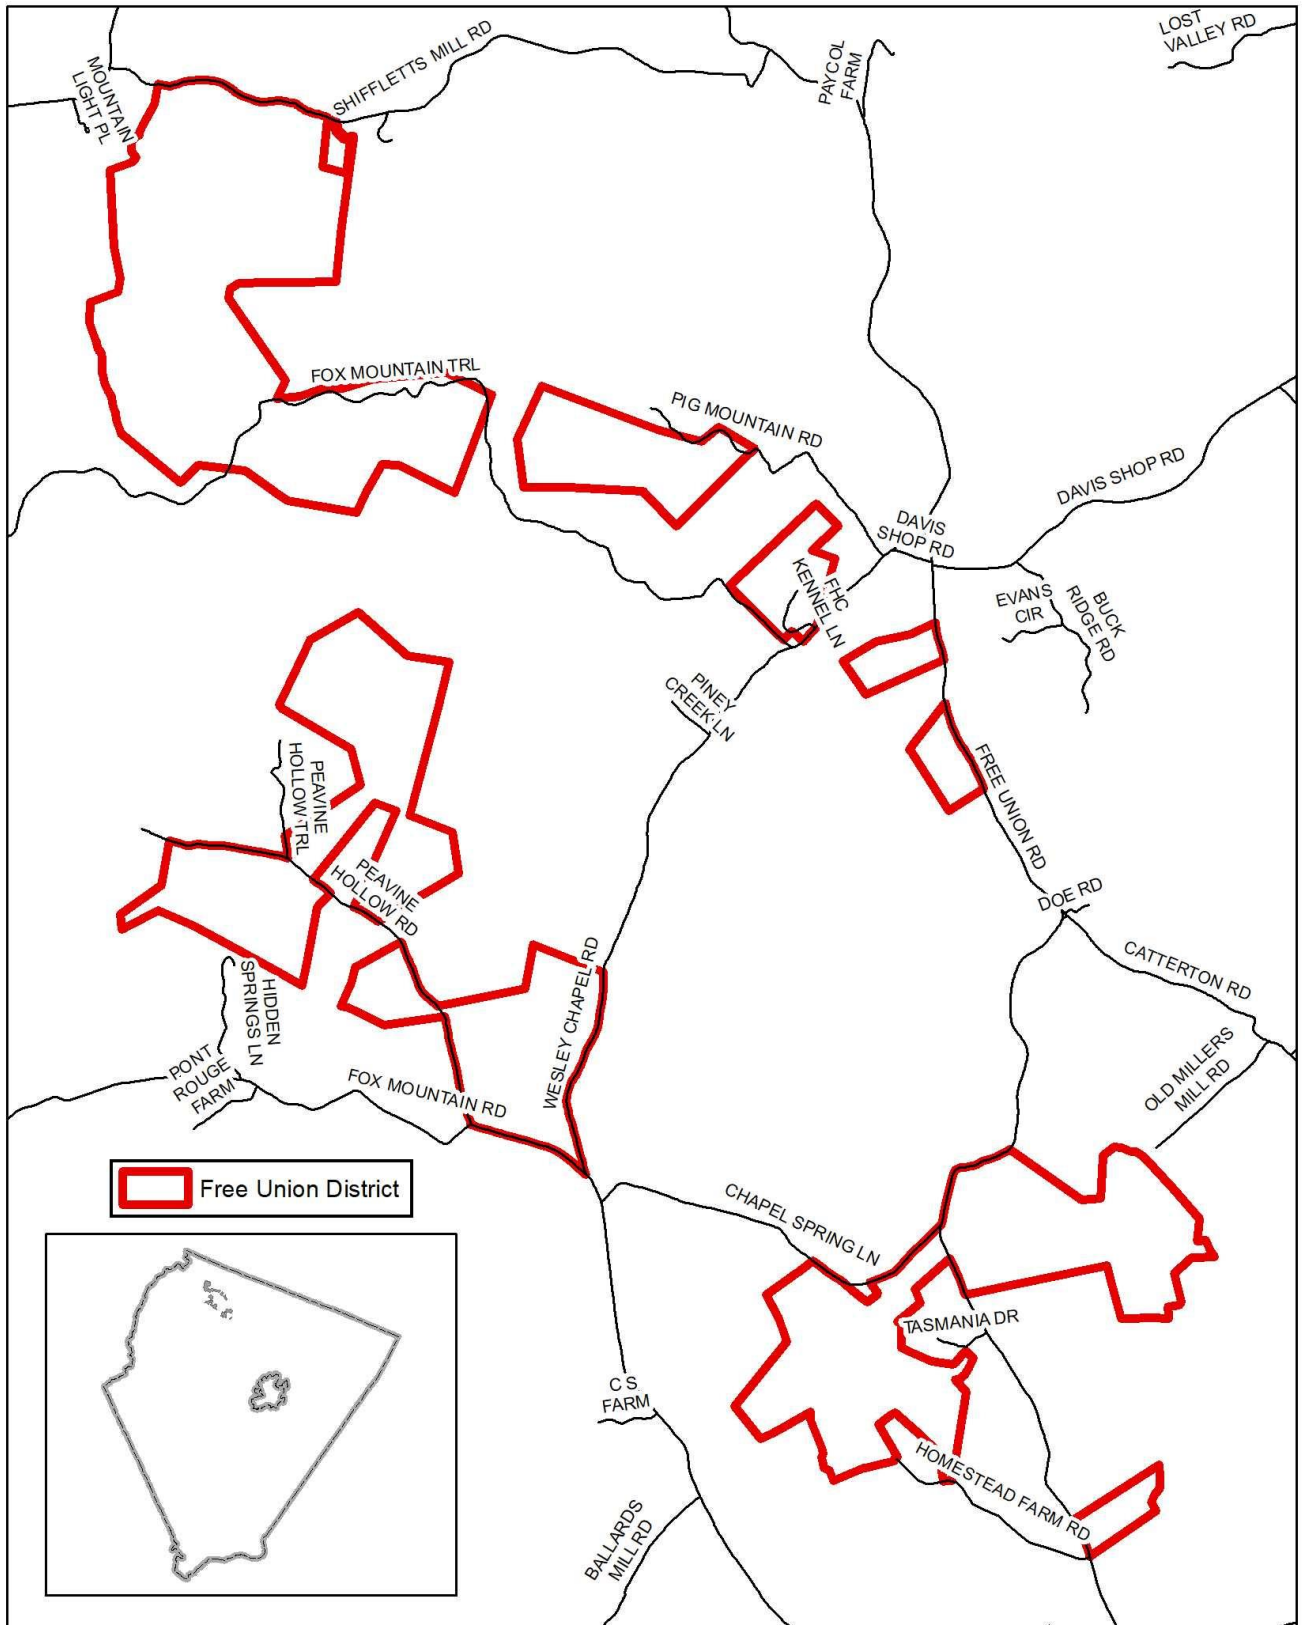 LOST
VALLEY RD
SHIFFLETTS MILL RD
PAYCOL
FARM
MOUNTAIN
LIGHT PL
FOX MOUNTAIN TRL
PIG MOUNTAIN RD
DAVIS SHOP RD
DAVIS
SHOP RD
FHC
KENNEL LN
EVANS
CIR
BUCK
RIDGE RD
PINEY
CREEK LN
PEAVINE
HOLLOW TRL
FREE UNION RD
PEAVINE
HOLLOW RD
DOE RD
CATTERTON RD
HIDDEN
SPRINGS LN
WESLEY CHAPEL RD
PONT
ROUGE
FARM
FOX MOUNTAIN RD
OLD MILLERS
MILL RD
Free Union District
CHAPEL SPRING LN
TASMANIA DR
C S
FARM
HOMESTEAD FARM RD
BALLARDS
MILL RD